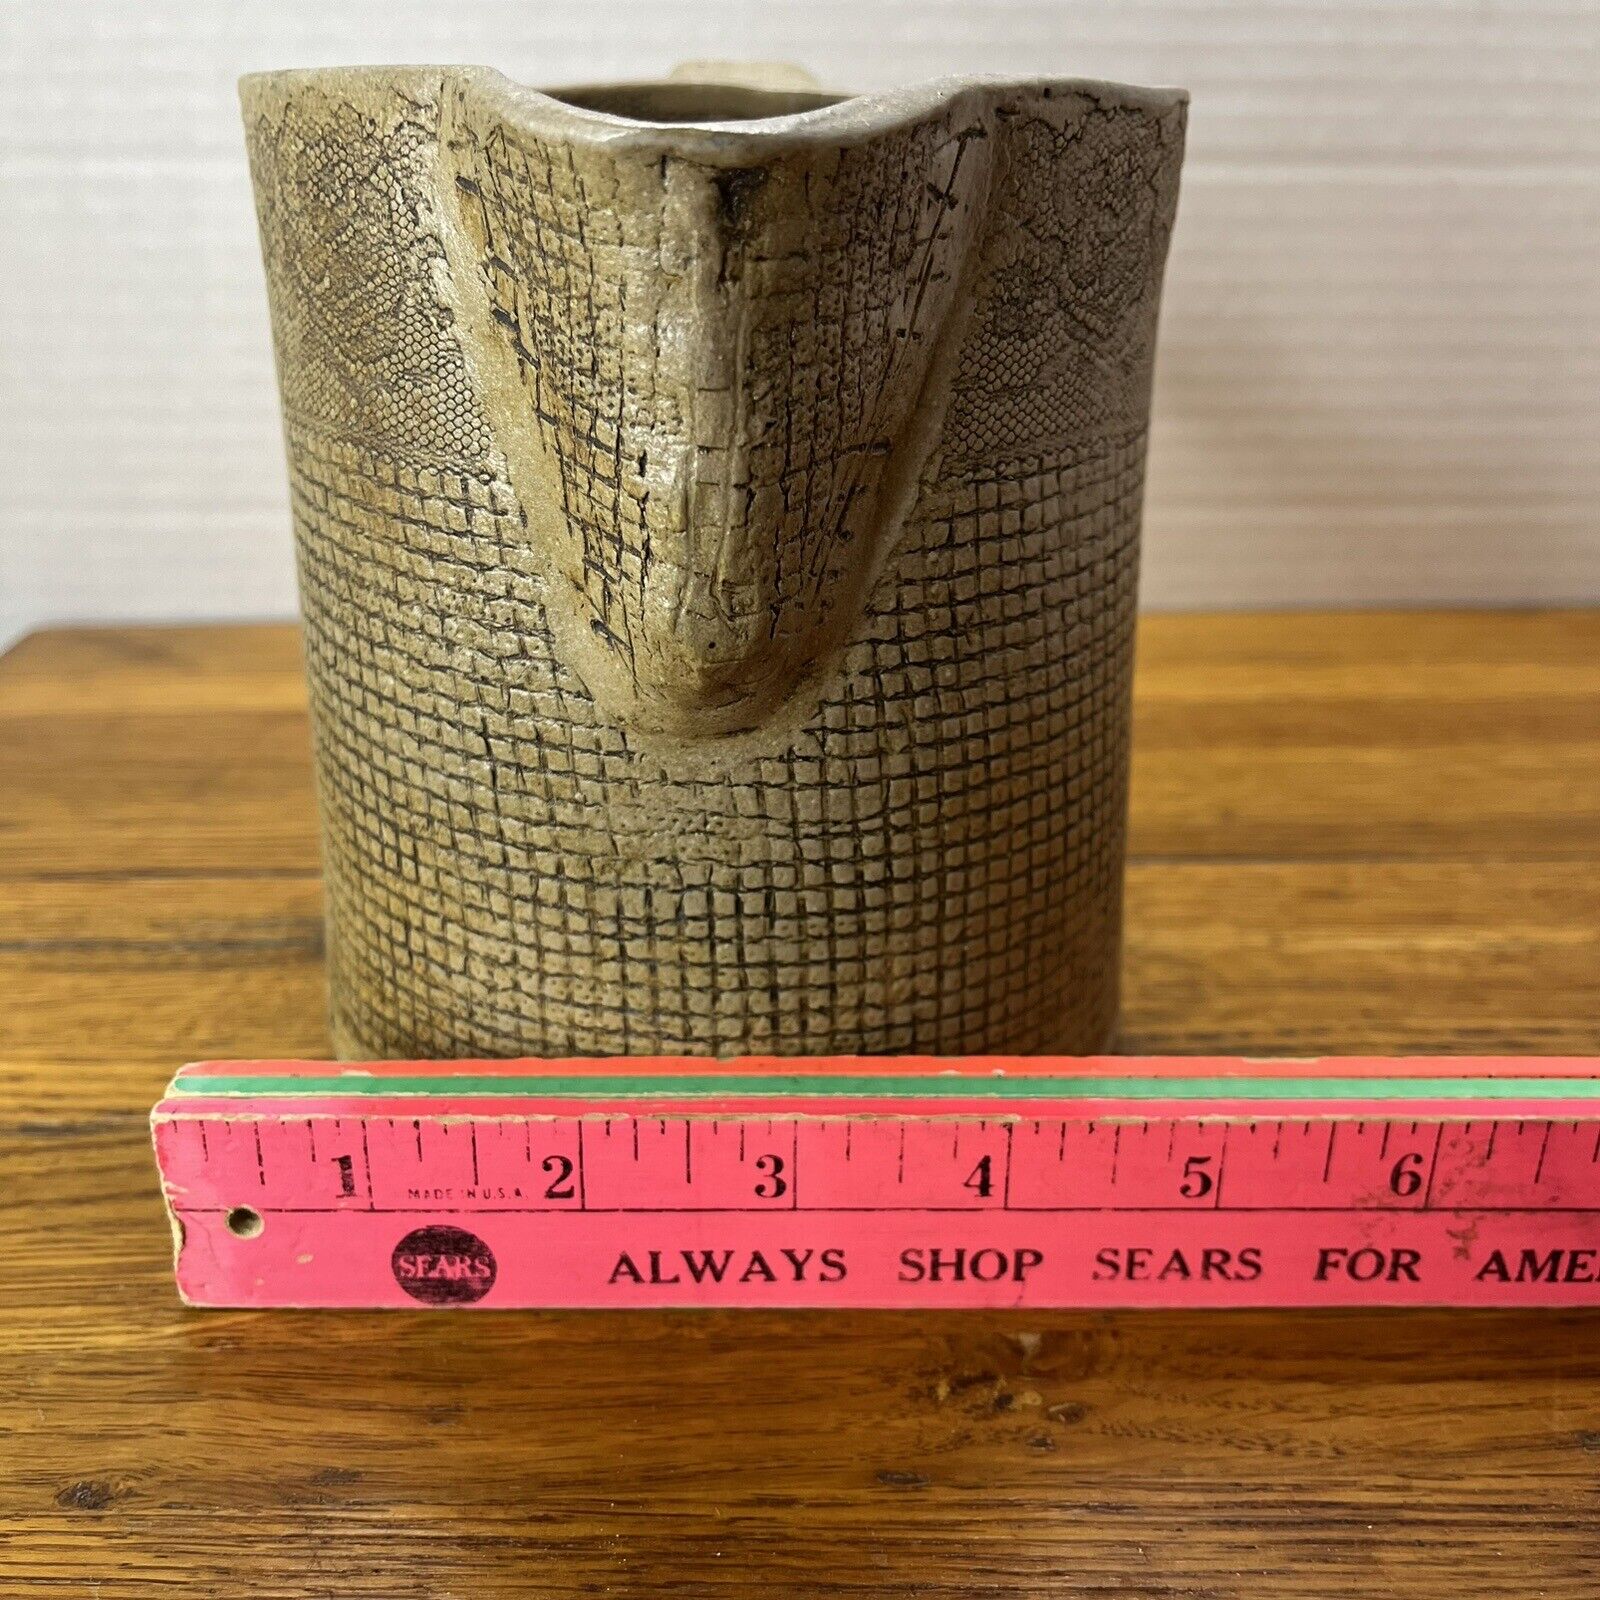 1 2 3 4 5 6
MADE IN U.S.A.
SEARS ALWAYS SHOP SEARS FOR AME